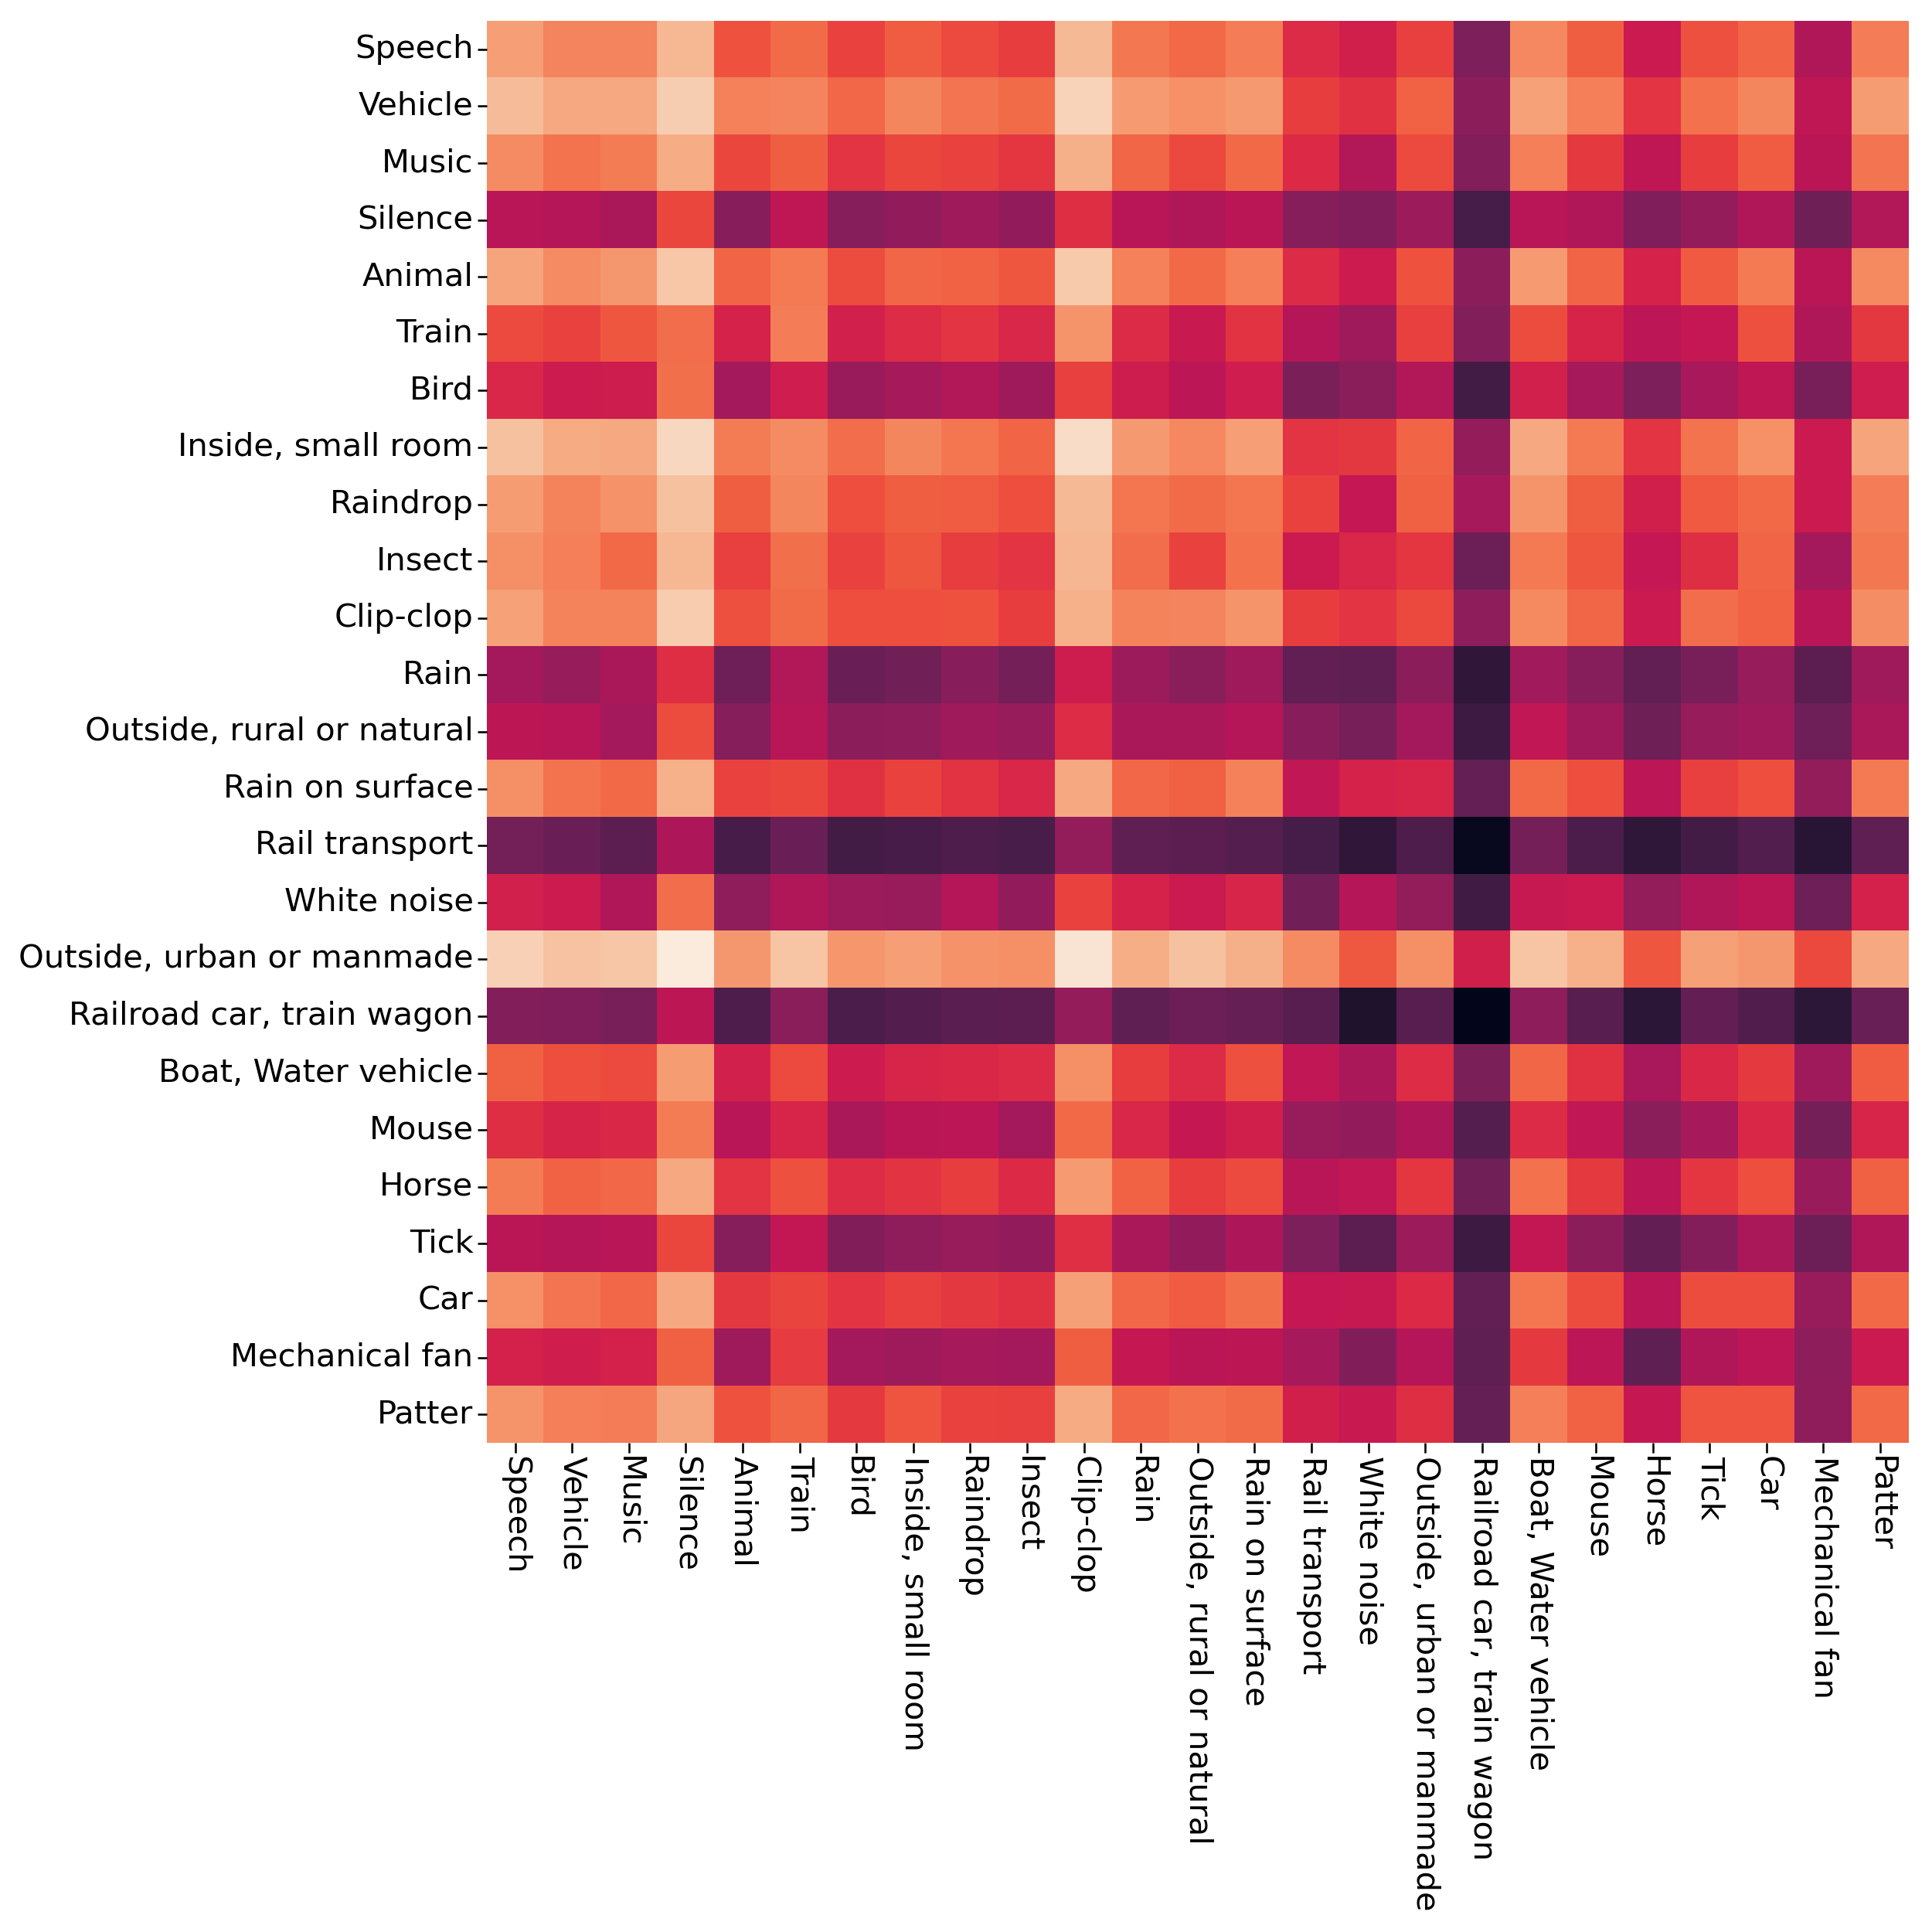 Speech
Vehicle
Music
Silence
Animal
Train
Bird
Inside, small room
Raindrop
Insect
Clip-clop
Rain
Outside, rural or natural
Rain on surface
Rail transport
White noise
Outside, urban or manmade
Railroad car, train wagon
Boat, Water vehicle
Mouse
Horse
Tick
Car
Mechanical fan
Patter
Speech
Vehicle
Music
Silence
Animal
Train
Bird
Inside, small room
Raindrop
Insect
Clip-clop
Rain
Outside, rural or natural
Rain on surface
Rail transport
White noise
Outside, urban or manmade
Railroad car, train wagon
Boat, Water vehicle
Mouse
Horse
Tick
Car
Mechanical fan
Patter